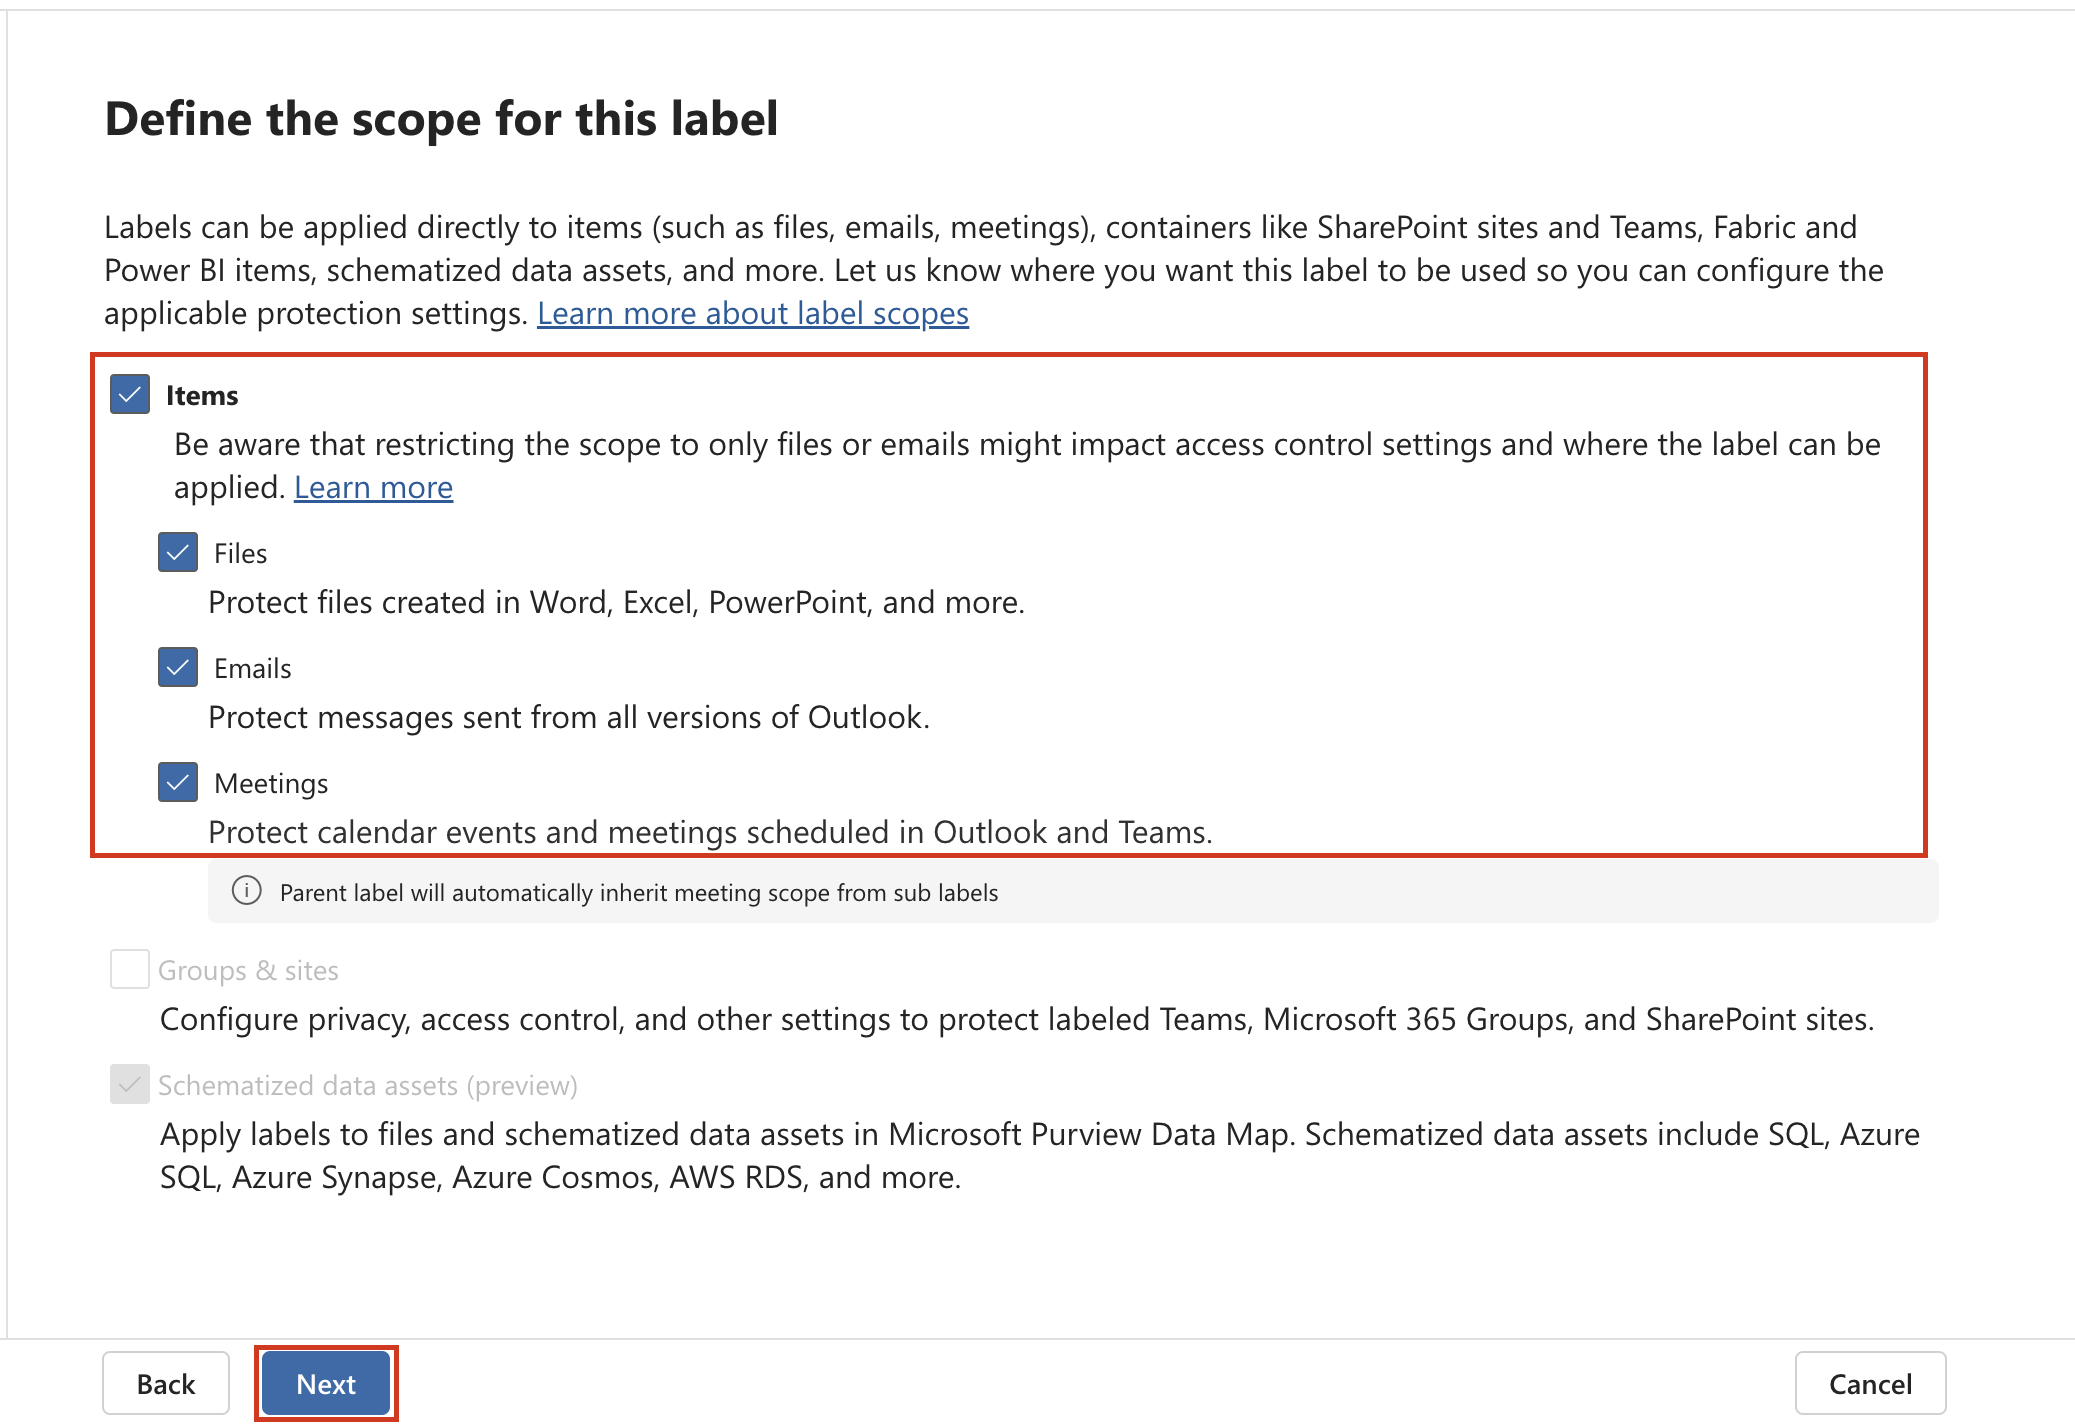 Define the scope for this label
Labels can be applied directly to items (such as files, emails, meetings), containers like SharePoint sites and Teams, Fabric and
Power BI items, schematized data assets, and more. Let us know where you want this label to be used so you can configure the
applicable protection settings. Learn more about label scopes
Items
Be aware that restricting the scope to only files or emails might impact access control settings and where the label can be
applied. Learn more
Files
Protect files created in Word, Excel, PowerPoint, and more.
Emails
Protect messages sent from all versions of Outlook.
Meetings
Protect calendar events and meetings scheduled in Outlook and Teams.
Parent label will automatically inherit meeting scope from sub labels
Groups & sites
Configure privacy, access control, and other settings to protect labeled Teams, Microsoft 365 Groups, and SharePoint sites.
Schematized data assets (preview)
Apply labels to files and schematized data assets in Microsoft Purview Data Map. Schematized data assets include SQL, Azure
SQL, Azure Synapse, Azure Cosmos, AWS RDS, and more.
Back Next Cancel